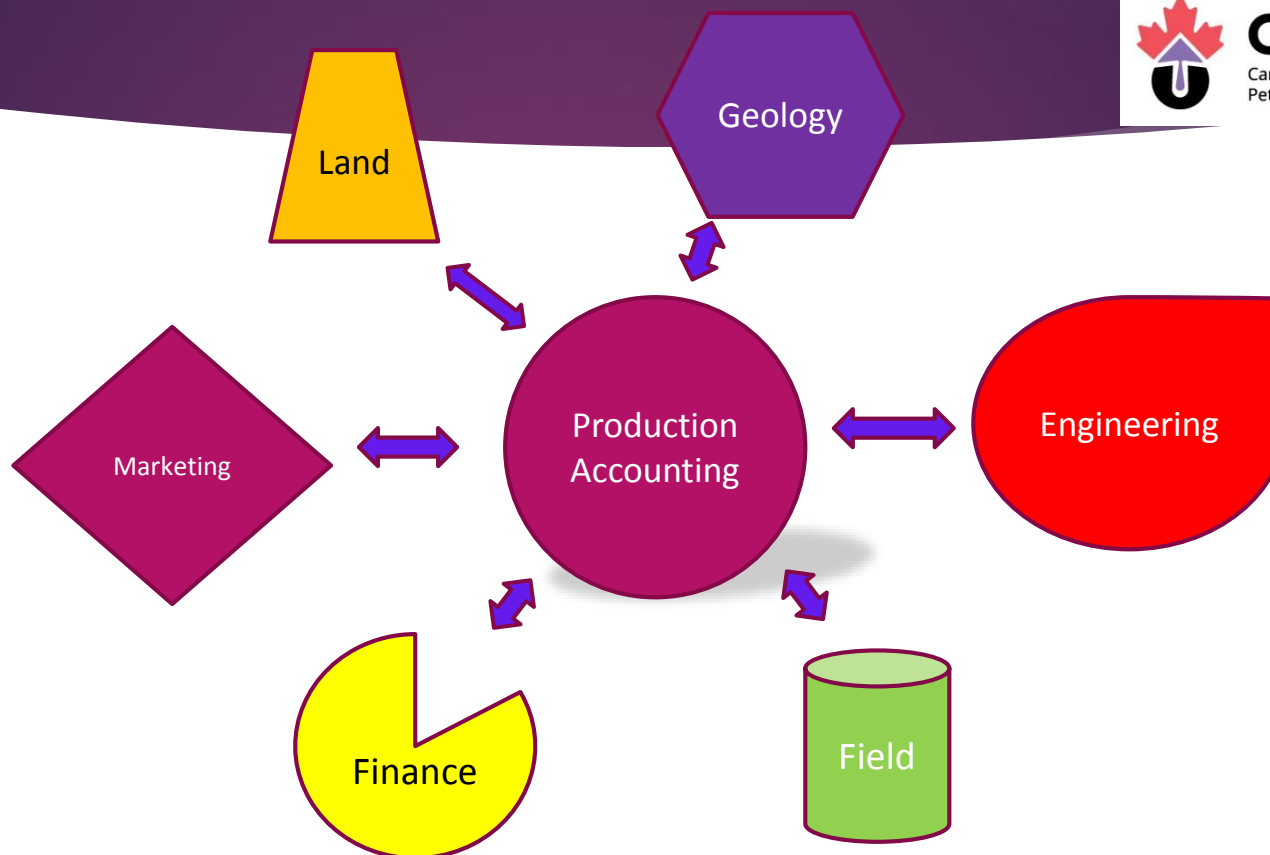 Land
Geology
Production
Accounting
Engineering
Marketing
Finance
Field